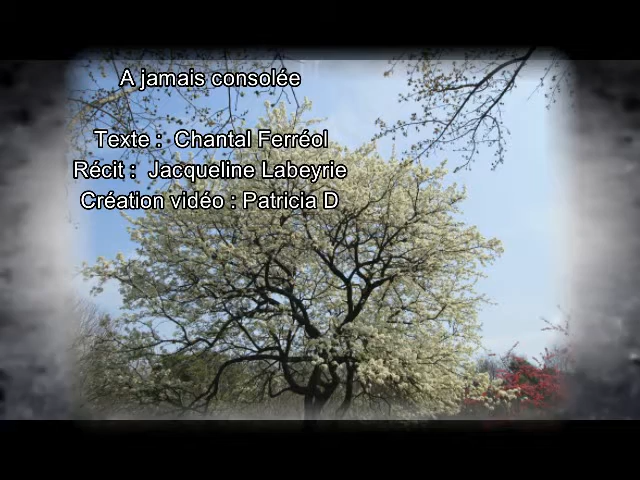 A jamais consolée
Texte : Chantal Ferréol
Récit : Jacqueline Labeyrie
Création vidéo : Patricia D